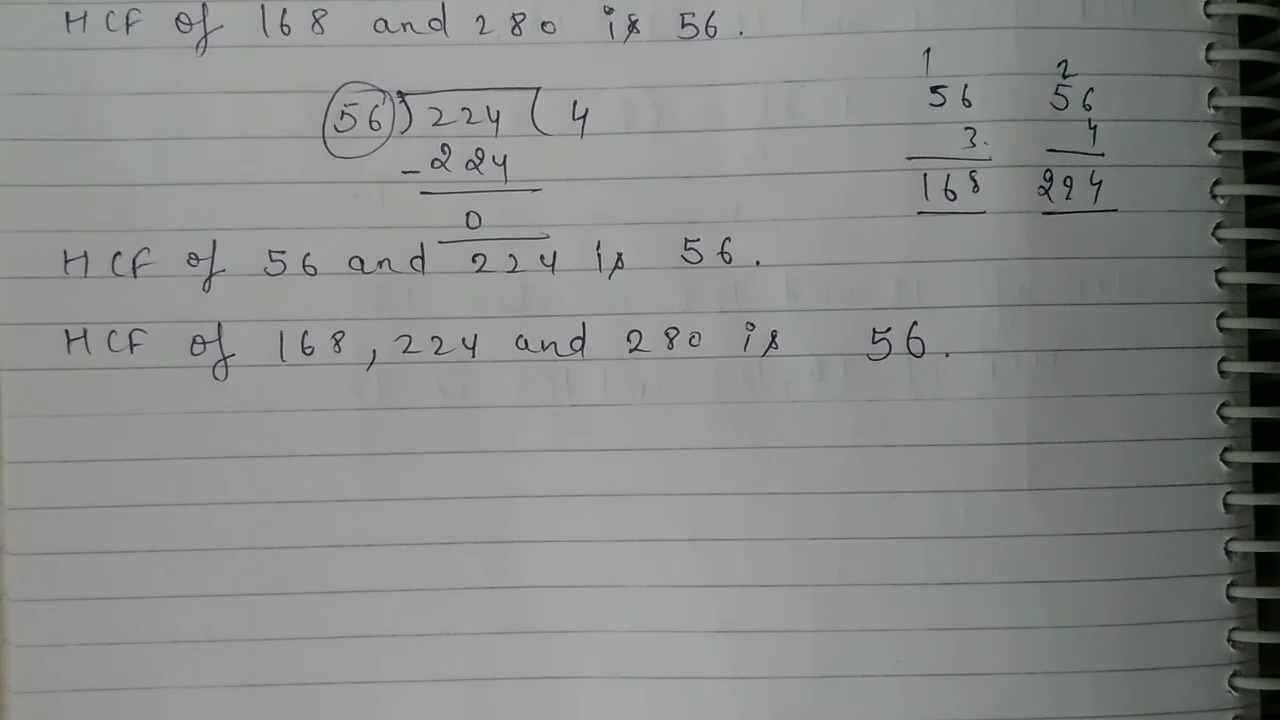 HCF of 168 and 280 is 56.
56) 224 ( 4
- 224
0
HCF of 56 and 224 is 56.
HCF of 168, 224 and 280 is 56.
1
56
3.
168
2
56
4
224